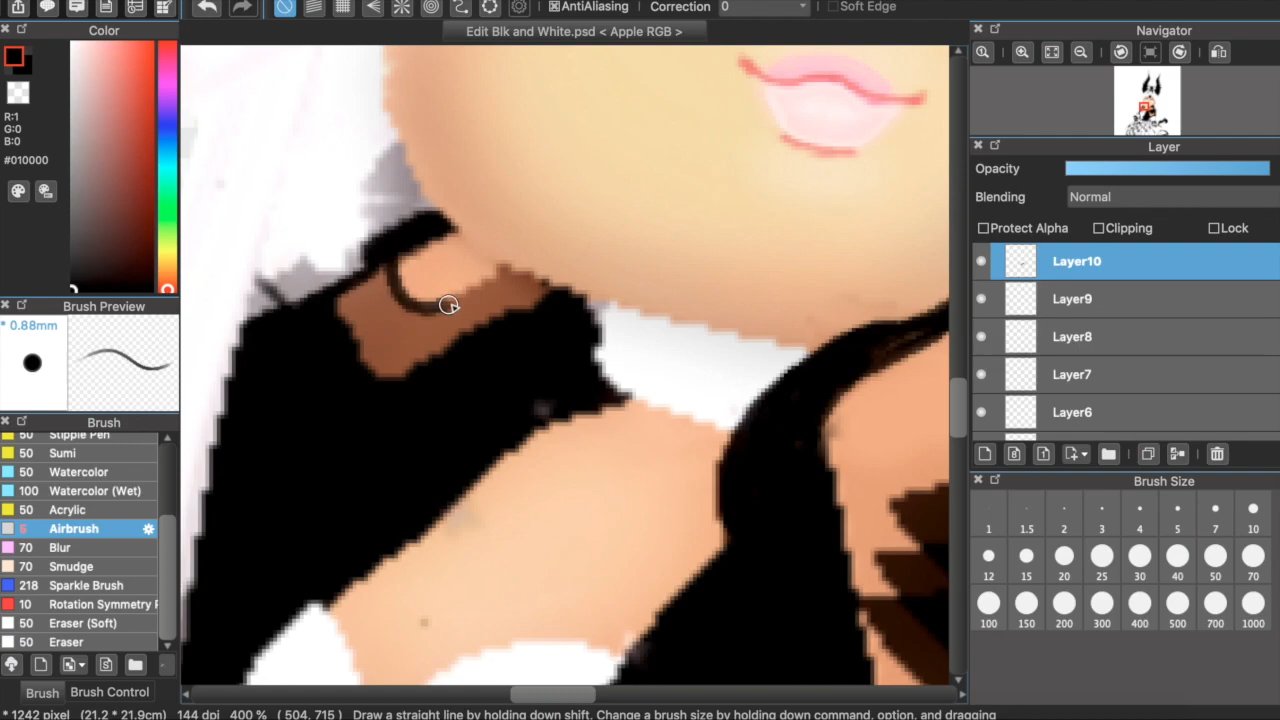 AntiAliasing
Correction
0
Soft Edge
Color
Edit Blk and White.psd < Apple RGB >
Navigator
R:1
G:0
B:0
#010000
Layer
Opacity
Blending
Normal
Protect Alpha
Clipping
Lock
Layer10
Layer9
Layer8
Layer7
Layer6
Brush Preview
* 0.88mm
Brush
50 Stipple Pen
50 Sumi
50 Watercolor
100 Watercolor (Wet)
50 Acrylic
5 Airbrush
70 Blur
70 Smudge
218 Sparkle Brush
10 Rotation Symmetry
50 Eraser (Soft)
50 Eraser
Brush
Brush Control
Brush Size
1 1.5 2 3 4 5 7 10
12 15 20 25 30 40 50 70
100 150 200 300 400 500 700 1000
* 1242 pixel (21.2 * 21.9cm) 144 dpi 400 % ( 504, 715 ) Draw a straight line by holding down shift. Change a brush size by holding down command, option, and dragging